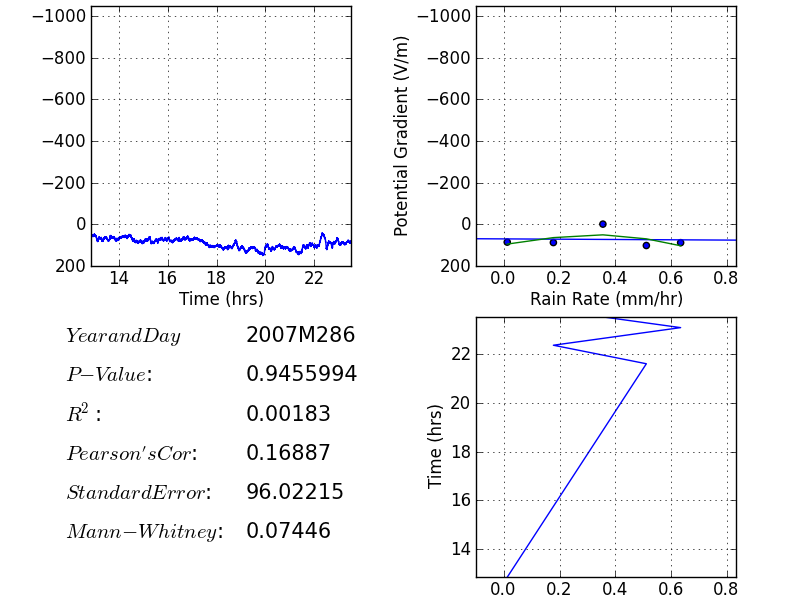 −1000
−800
−600
−400
−200
0
200
14 16 18 20 22
Time (hrs)
Potential Gradient (V/m)
−1000
−800
−600
−400
−200
0
200
0.0 0.2 0.4 0.6 0.8
Rain Rate (mm/hr)
YearandDay 2007M286
P−Value: 0.9455994
R²: 0.00183
Pearson'sCor: 0.16887
StandardError: 96.02215
Mann−Whitney: 0.07446
Time (hrs)
22
20
18
16
14
0.0 0.2 0.4 0.6 0.8